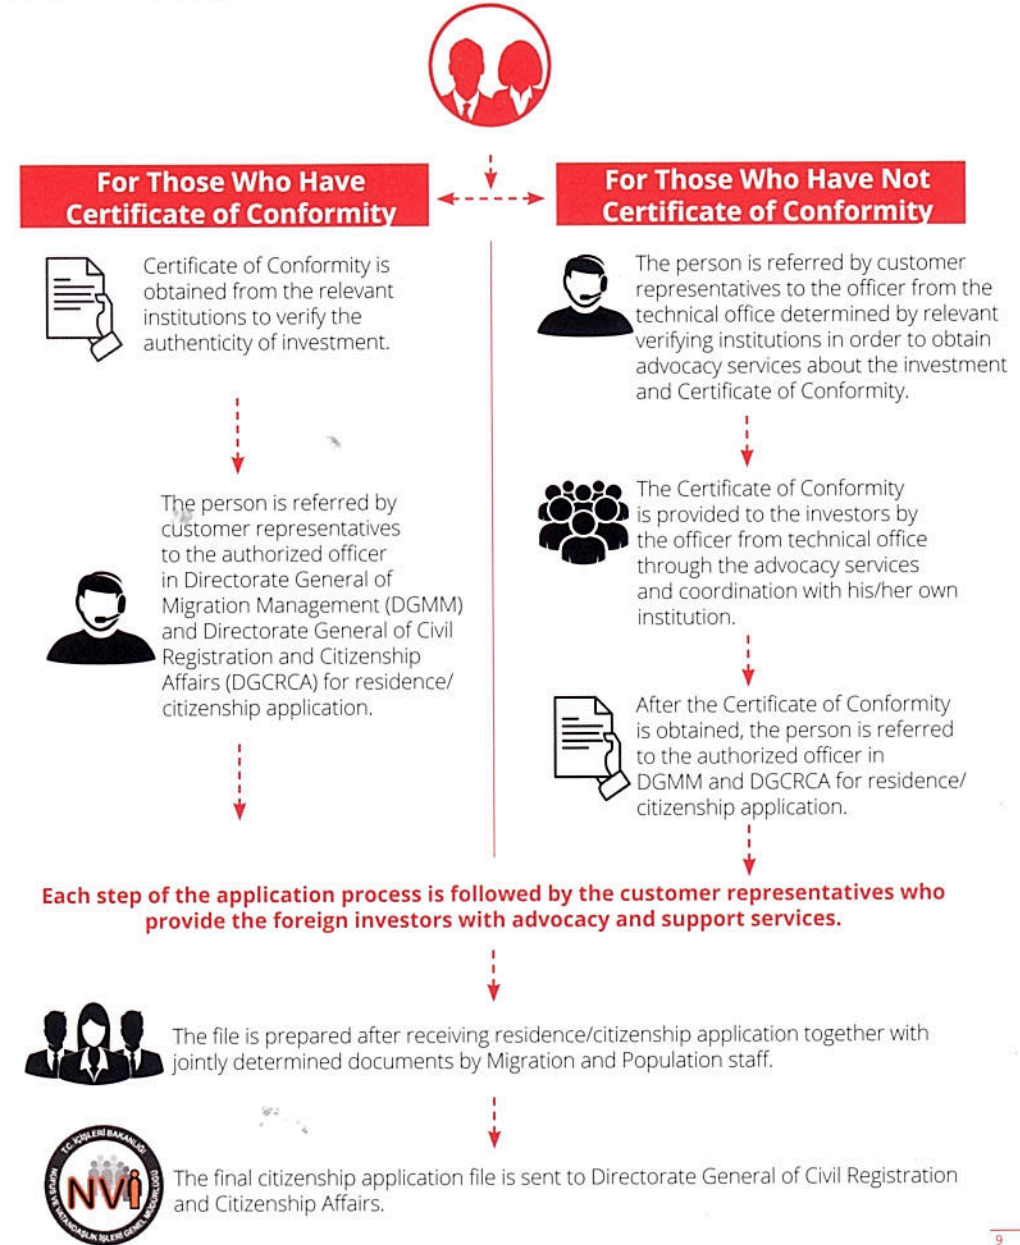 For Those Who Have
Certificate of Conformity
Certificate of Conformity is
obtained from the relevant
institutions to verify the
authenticity of investment.
The person is referred by
customer representatives
to the authorized officer
in Directorate General of
Migration Management (DGMM)
and Directorate General of Civil
Registration and Citizenship
Affairs (DGCRCA) for residence/
citizenship application.
For Those Who Have Not
Certificate of Conformity
The person is referred by customer
representatives to the officer from the
technical office determined by relevant
verifying institutions in order to obtain
advocacy services about the investment
and Certificate of Conformity.
The Certificate of Conformity
is provided to the investors by
the officer from technical office
through the advocacy services
and coordination with his/her own
institution.
After the Certificate of Conformity
is obtained, the person is referred
to the authorized officer in
DGMM and DGCRCA for residence/
citizenship application.
Each step of the application process is followed by the customer representatives who
provide the foreign investors with advocacy and support services.
The file is prepared after receiving residence/citizenship application together with
jointly determined documents by Migration and Population staff.
T.C. İÇİŞLERİ BAKANLIĞI
NVİ
NÜFUS VE VATANDAŞLIK İŞLERİ GENEL MÜDÜRLÜĞÜ
The final citizenship application file is sent to Directorate General of Civil Registration
and Citizenship Affairs.
9